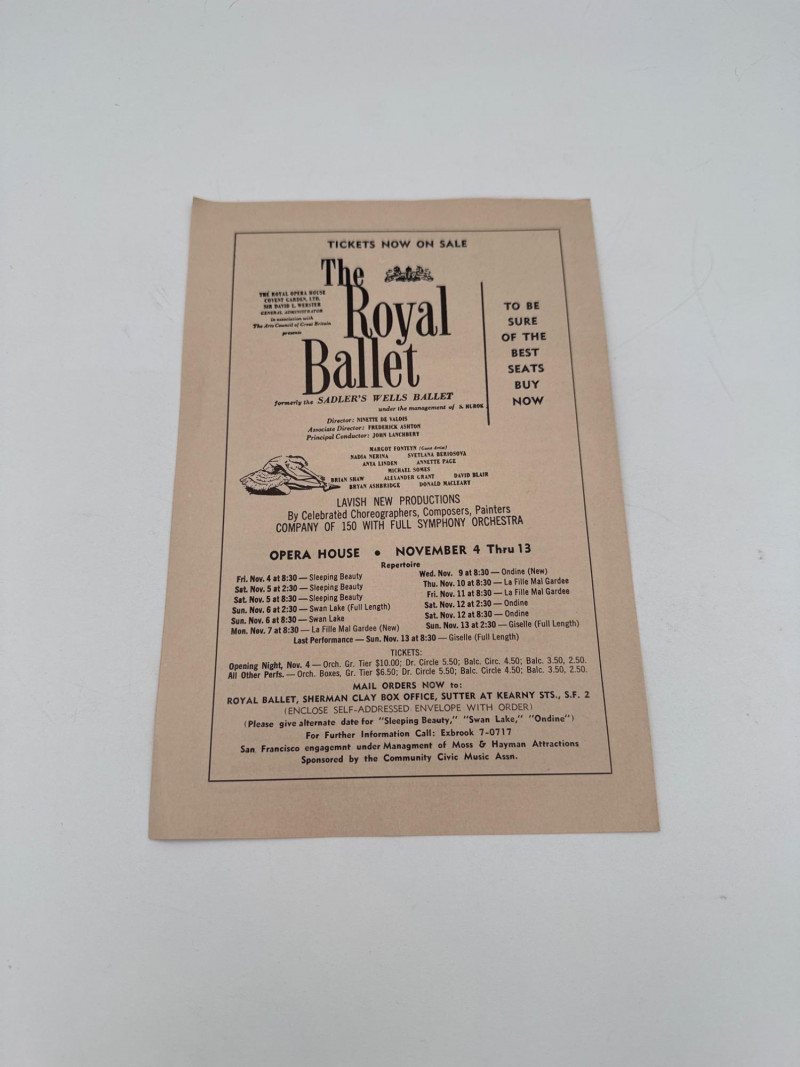 TICKETS NOW ON SALE
The
Royal
Ballet
THE ROYAL OPERA HOUSE
COVENT GARDEN, LTD.
SIR DAVID L. WEBSTER
GENERAL ADMINISTRATOR
in association with
The Arts Council of Great Britain
presents
TO BE
SURE
OF THE
BEST
SEATS
BUY
NOW
formerly the SADLER'S WELLS BALLET
under the management of S. HUROK
Director: NINETTE DE VALOIS
Associate Director: FREDERICK ASHTON
Principal Conductor: JOHN LANCHBERY
MARGOT FONTEYN (Guest Artist)
NADIA NERINA SVETLANA BERIOSOVA
ANYA LINDEN ANNETTE PAGE
MICHAEL SOMES
BRIAN SHAW ALEXANDER GRANT DAVID BLAIR
BRYAN ASHBRIDGE DONALD MACLEARY
LAVISH NEW PRODUCTIONS
By Celebrated Choreographers, Composers, Painters
COMPANY OF 150 WITH FULL SYMPHONY ORCHESTRA
OPERA HOUSE • NOVEMBER 4 Thru 13
Repertoire
Fri. Nov. 4 at 8:30 — Sleeping Beauty
Sat. Nov. 5 at 2:30 — Sleeping Beauty
Sat. Nov. 5 at 8:30 — Sleeping Beauty
Sun. Nov. 6 at 2:30 — Swan Lake (Full Length)
Sun. Nov. 6 at 8:30 — Swan Lake
Mon. Nov. 7 at 8:30 — La Fille Mal Gardee (New)
Wed. Nov. 9 at 8:30 — Ondine (New)
Thu. Nov. 10 at 8:30 — La Fille Mal Gardee
Fri. Nov. 11 at 8:30 — La Fille Mal Gardee
Sat. Nov. 12 at 2:30 — Ondine
Sat. Nov. 12 at 8:30 — Ondine
Sun. Nov. 13 at 2:30 — Giselle (Full Length)
Last Performance — Sun. Nov. 13 at 8:30 — Giselle (Full Length)
TICKETS:
Opening Night, Nov. 4 — Orch. Gr. Tier $10.00; Dr. Circle 5.50; Balc. Circ. 4.50; Balc. 3.50, 2.50.
All Other Perfs. — Orch. Boxes, Gr. Tier $6.50; Dr. Circle 5.50; Balc. Circle 4.50; Balc. 3.50, 2.50.
MAIL ORDERS NOW to:
ROYAL BALLET, SHERMAN CLAY BOX OFFICE, SUTTER AT KEARNY STS., S.F. 2
(ENCLOSE SELF-ADDRESSED ENVELOPE WITH ORDER)
(Please give alternate date for "Sleeping Beauty," "Swan Lake," "Ondine")
For Further Information Call: Exbrook 7-0717
San Francisco engagemnt under Managment of Moss & Hayman Attractions
Sponsored by the Community Civic Music Assn.